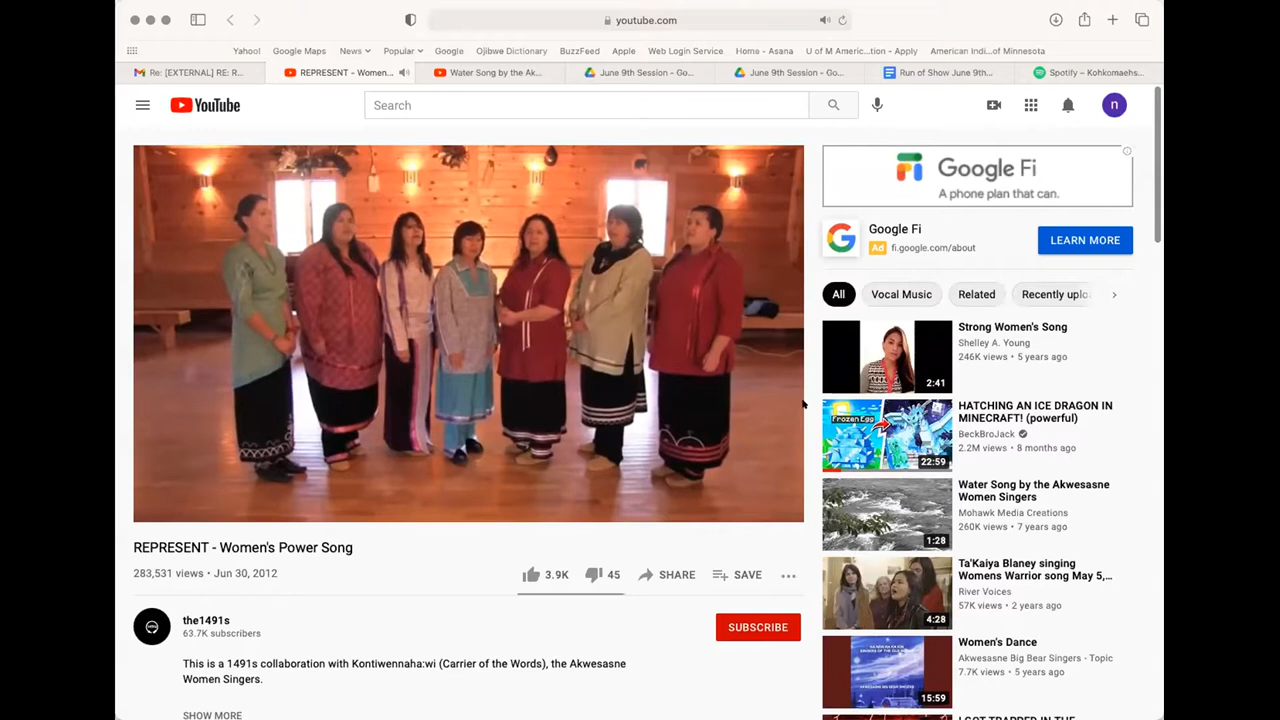 youtube.com
Yahoo! Google Maps News Popular Google Ojibwe Dictionary BuzzFeed Apple Web Login Service Home - Asana U of M Americ...tion - Apply American Indi...of Minnesota
Re: [EXTERNAL] RE: R... REPRESENT - Women... Water Song by the Ak... June 9th Session - Go... June 9th Session - Go... Run of Show June 9th... Spotify – Kohkomaehs...
YouTube
Search
n
Google Fi
A phone plan that can.
Google Fi
Ad fi.google.com/about
LEARN MORE
All Vocal Music Related Recently uplo
Strong Women's Song
Shelley A. Young
246K views • 5 years ago
2:41
HATCHING AN ICE DRAGON IN
MINECRAFT! (powerful)
BeckBroJack
2.2M views • 8 months ago
Frozen Egg
22:59
Water Song by the Akwesasne
Women Singers
Mohawk Media Creations
260K views • 7 years ago
1:28
Ta'Kaiya Blaney singing
Womens Warrior song May 5,...
River Voices
57K views • 2 years ago
4:28
Women's Dance
Akwesasne Big Bear Singers - Topic
7.7K views • 5 years ago
15:59
REPRESENT - Women's Power Song
283,531 views • Jun 30, 2012
3.9K 45 SHARE SAVE
the1491s
63.7K subscribers
SUBSCRIBE
This is a 1491s collaboration with Kontiwennaha:wi (Carrier of the Words), the Akwesasne
Women Singers.
SHOW MORE